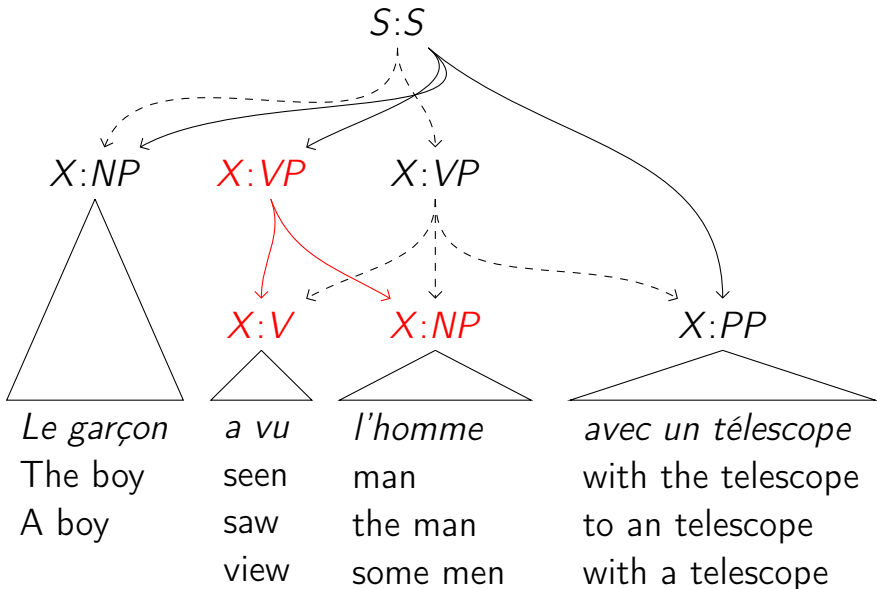 S:S
X:NP X:VP X:VP
X:V X:NP X:PP
Le garçon a vu l'homme avec un télescope
The boy seen man with the telescope
A boy saw the man to an telescope
view some men with a telescope